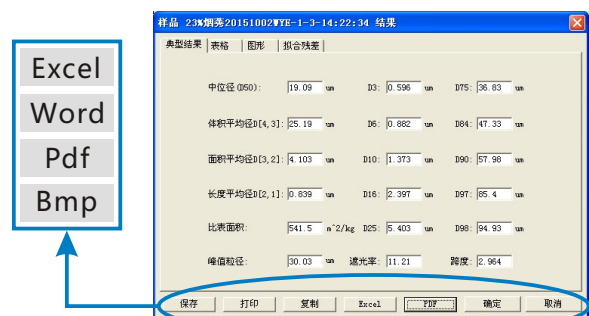 Excel
Word
Pdf
Bmp
样品 23%烟莠20151002WYE-1-3-14:22:34 结果
典型结果 表格 图形 拟合残差
中位径(D50): 19.09 um D3: 0.596 um D75: 36.83 um
体积平均径D[4,3]: 25.19 um D6: 0.882 um D84: 47.33 um
面积平均径D[3,2]: 4.103 um D10: 1.373 um D90: 57.98 um
长度平均径D[2,1]: 0.839 um D16: 2.397 um D97: 85.4 um
比表面积: 541.5 m^2/kg D25: 5.403 um D98: 94.93 um
峰值粒径: 30.03 um 遮光率: 11.21 跨度: 2.964
保存 打印 复制 Excel PDF 确定 取消